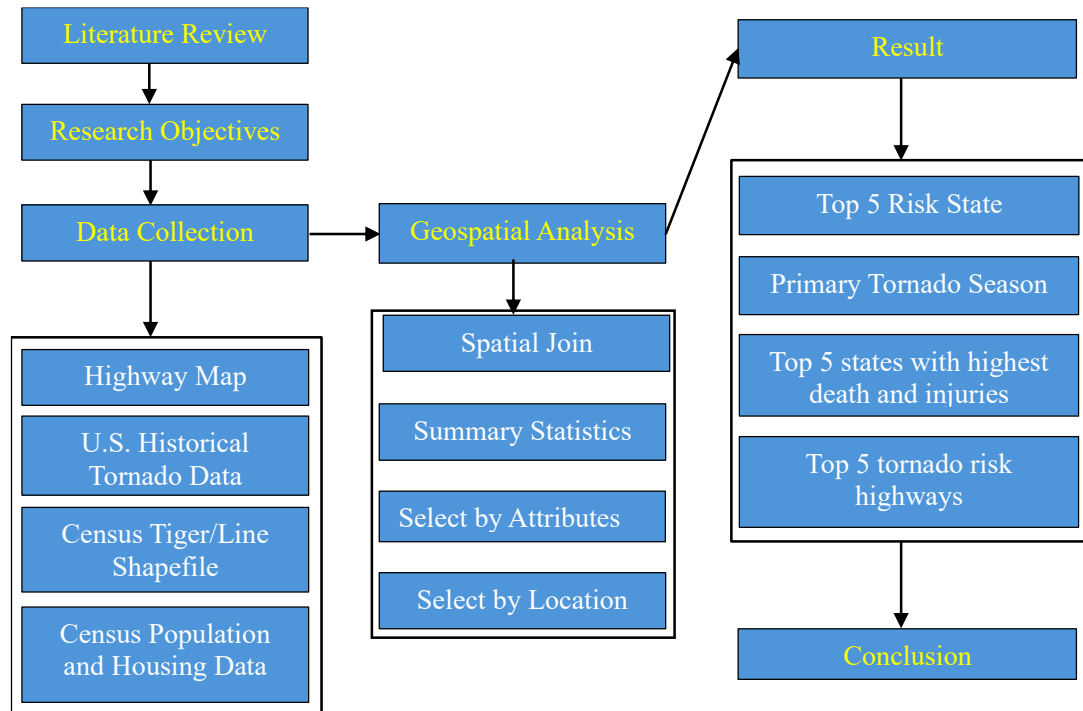 Literature Review
Research Objectives
Data Collection
Highway Map
U.S. Historical
Tornado Data
Census Tiger/Line
Shapefile
Census Population
and Housing Data
Geospatial Analysis
Spatial Join
Summary Statistics
Select by Attributes
Select by Location
Result
Top 5 Risk State
Primary Tornado Season
Top 5 states with highest
death and injuries
Top 5 tornado risk
highways
Conclusion